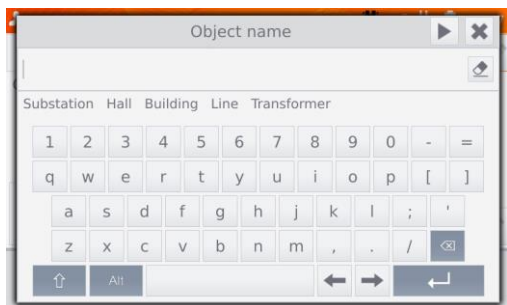 Object name
Substation Hall Building Line Transformer
1 2 3 4 5 6 7 8 9 0 - =
q w e r t y u i o p [ ]
a s d f g h j k l ; '
z x c v b n m , . /
Alt